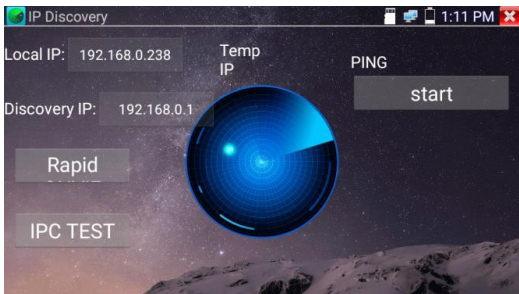 IP Discovery
1:11 PM
Local IP: 192.168.0.238
Temp
IP
PING
start
Discovery IP: 192.168.0.1
Rapid
IPC TEST